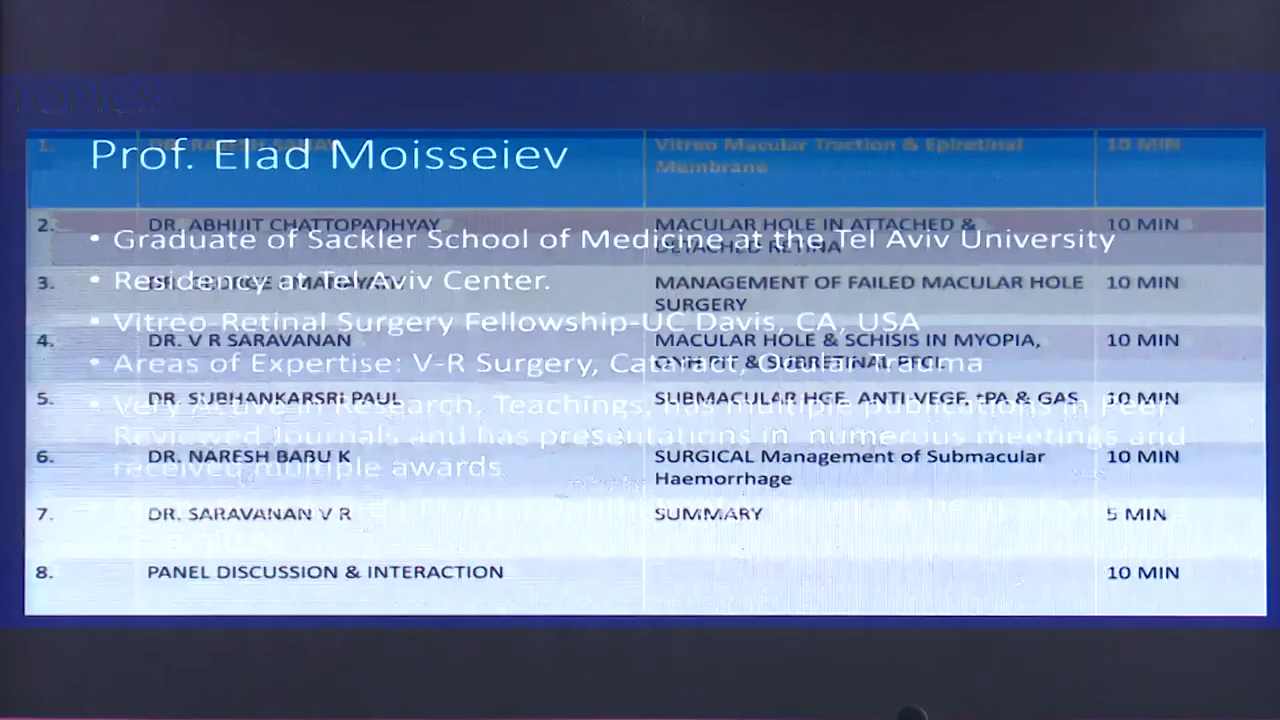 TOPICS
Prof. Elad Moisseiev
1. Vitreo Macular Traction & Epiretinal 10 MIN
Membrane
2. DR. ABHIJIT CHATTOPADHYAY MACULAR HOLE IN ATTACHED & 10 MIN
DETACHED RETINA
• Graduate of Sackler School of Medicine at the Tel Aviv University
3. MANAGEMENT OF FAILED MACULAR HOLE 10 MIN
SURGERY
• Residency at Tel Aviv Center.
• Vitreo-Retinal Surgery Fellowship-UC Davis, CA, USA
4. DR. V R SARAVANAN MACULAR HOLE & SCHISIS IN MYOPIA, 10 MIN
& SUBRETINAL PFCL
• Areas of Expertise: V-R Surgery, Cataract, Ocular Trauma
5. DR. SUBHANKARSRI PAUL SUBMACULAR HGE, ANTI-VEGF, tPA & GAS 10 MIN
• Very Active in Research, Teachings, has multiple publications in Peer
Reviewed Journals and has presentations in numerous meetings and
received multiple awards
6. DR. NARESH BABU K SURGICAL Management of Submacular 10 MIN
Haemorrhage
7. DR. SARAVANAN V R SUMMARY 5 MIN
8. PANEL DISCUSSION & INTERACTION 10 MIN